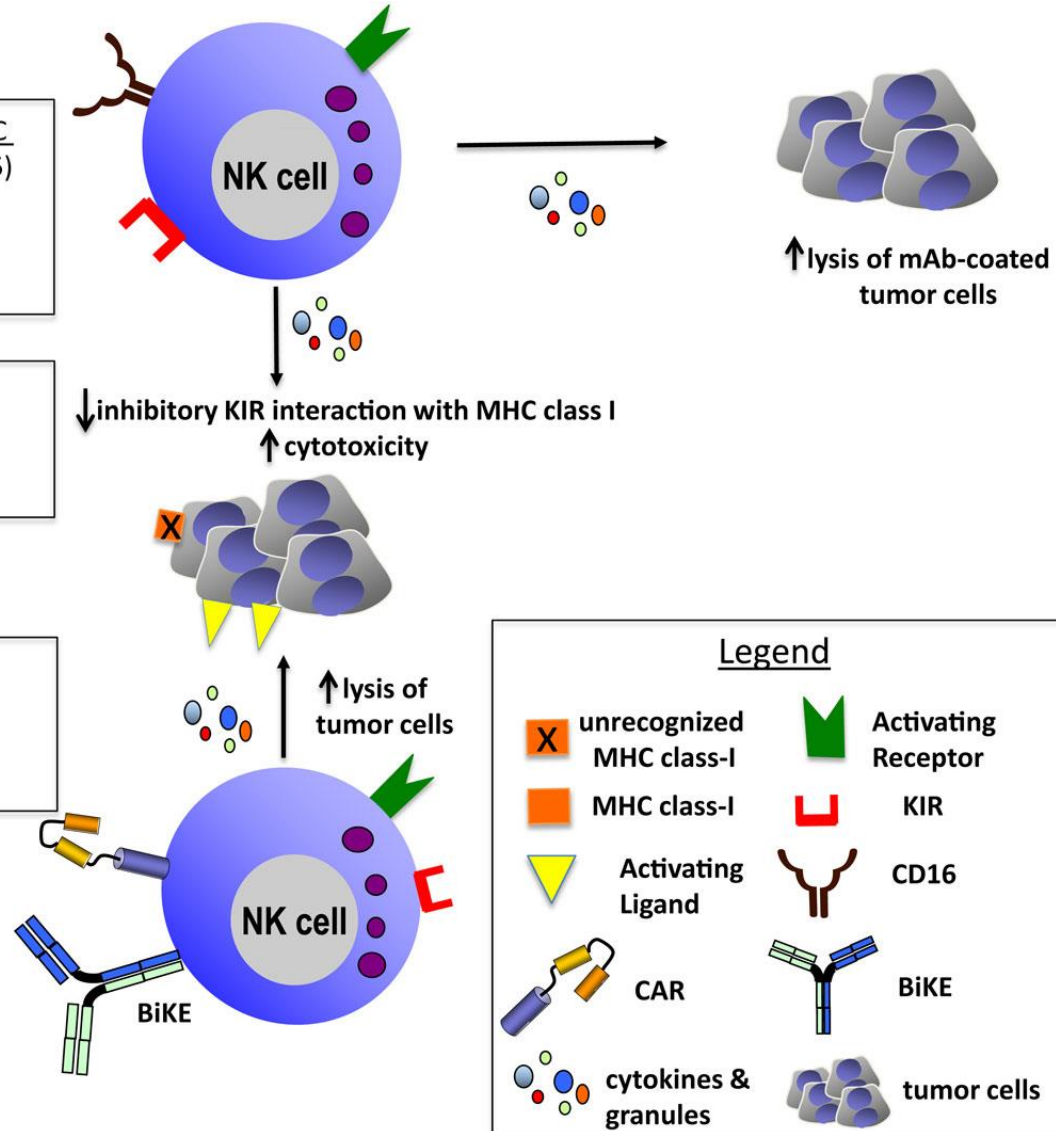 C
)
NK cell
↑lysis of mAb-coated
tumor cells
↓inhibitory KIR interaction with MHC class I
↑cytotoxicity
X
↑lysis of
tumor cells
NK cell
BiKE
Legend
X
unrecognized
MHC class-I
Activating
Receptor
MHC class-I
KIR
Activating
Ligand
CD16
CAR
BiKE
cytokines &
granules
tumor cells